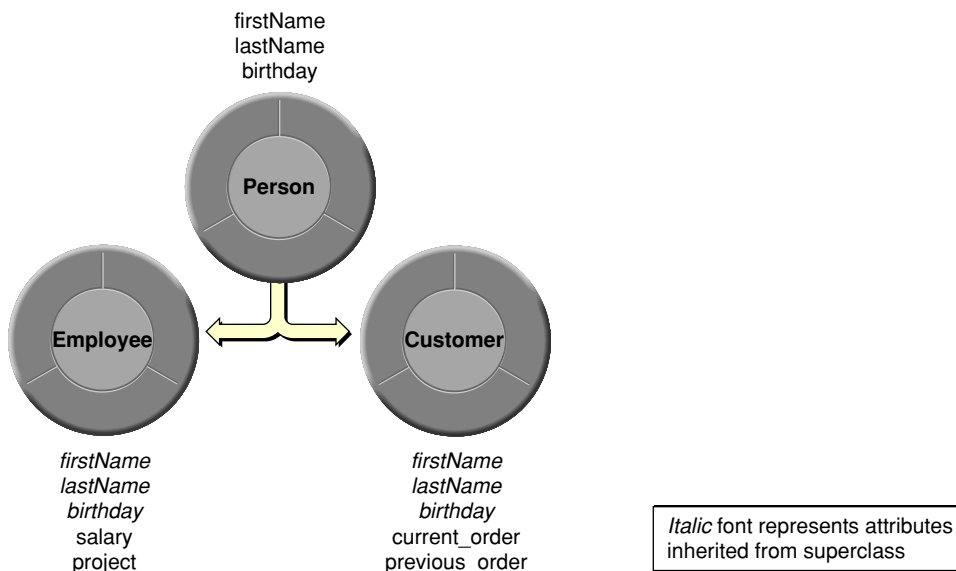 firstName
lastName
birthday
Person
Employee
Customer
firstName
lastName
birthday
salary
project
firstName
lastName
birthday
current_order
previous_order
Italic font represents attributes
inherited from superclass